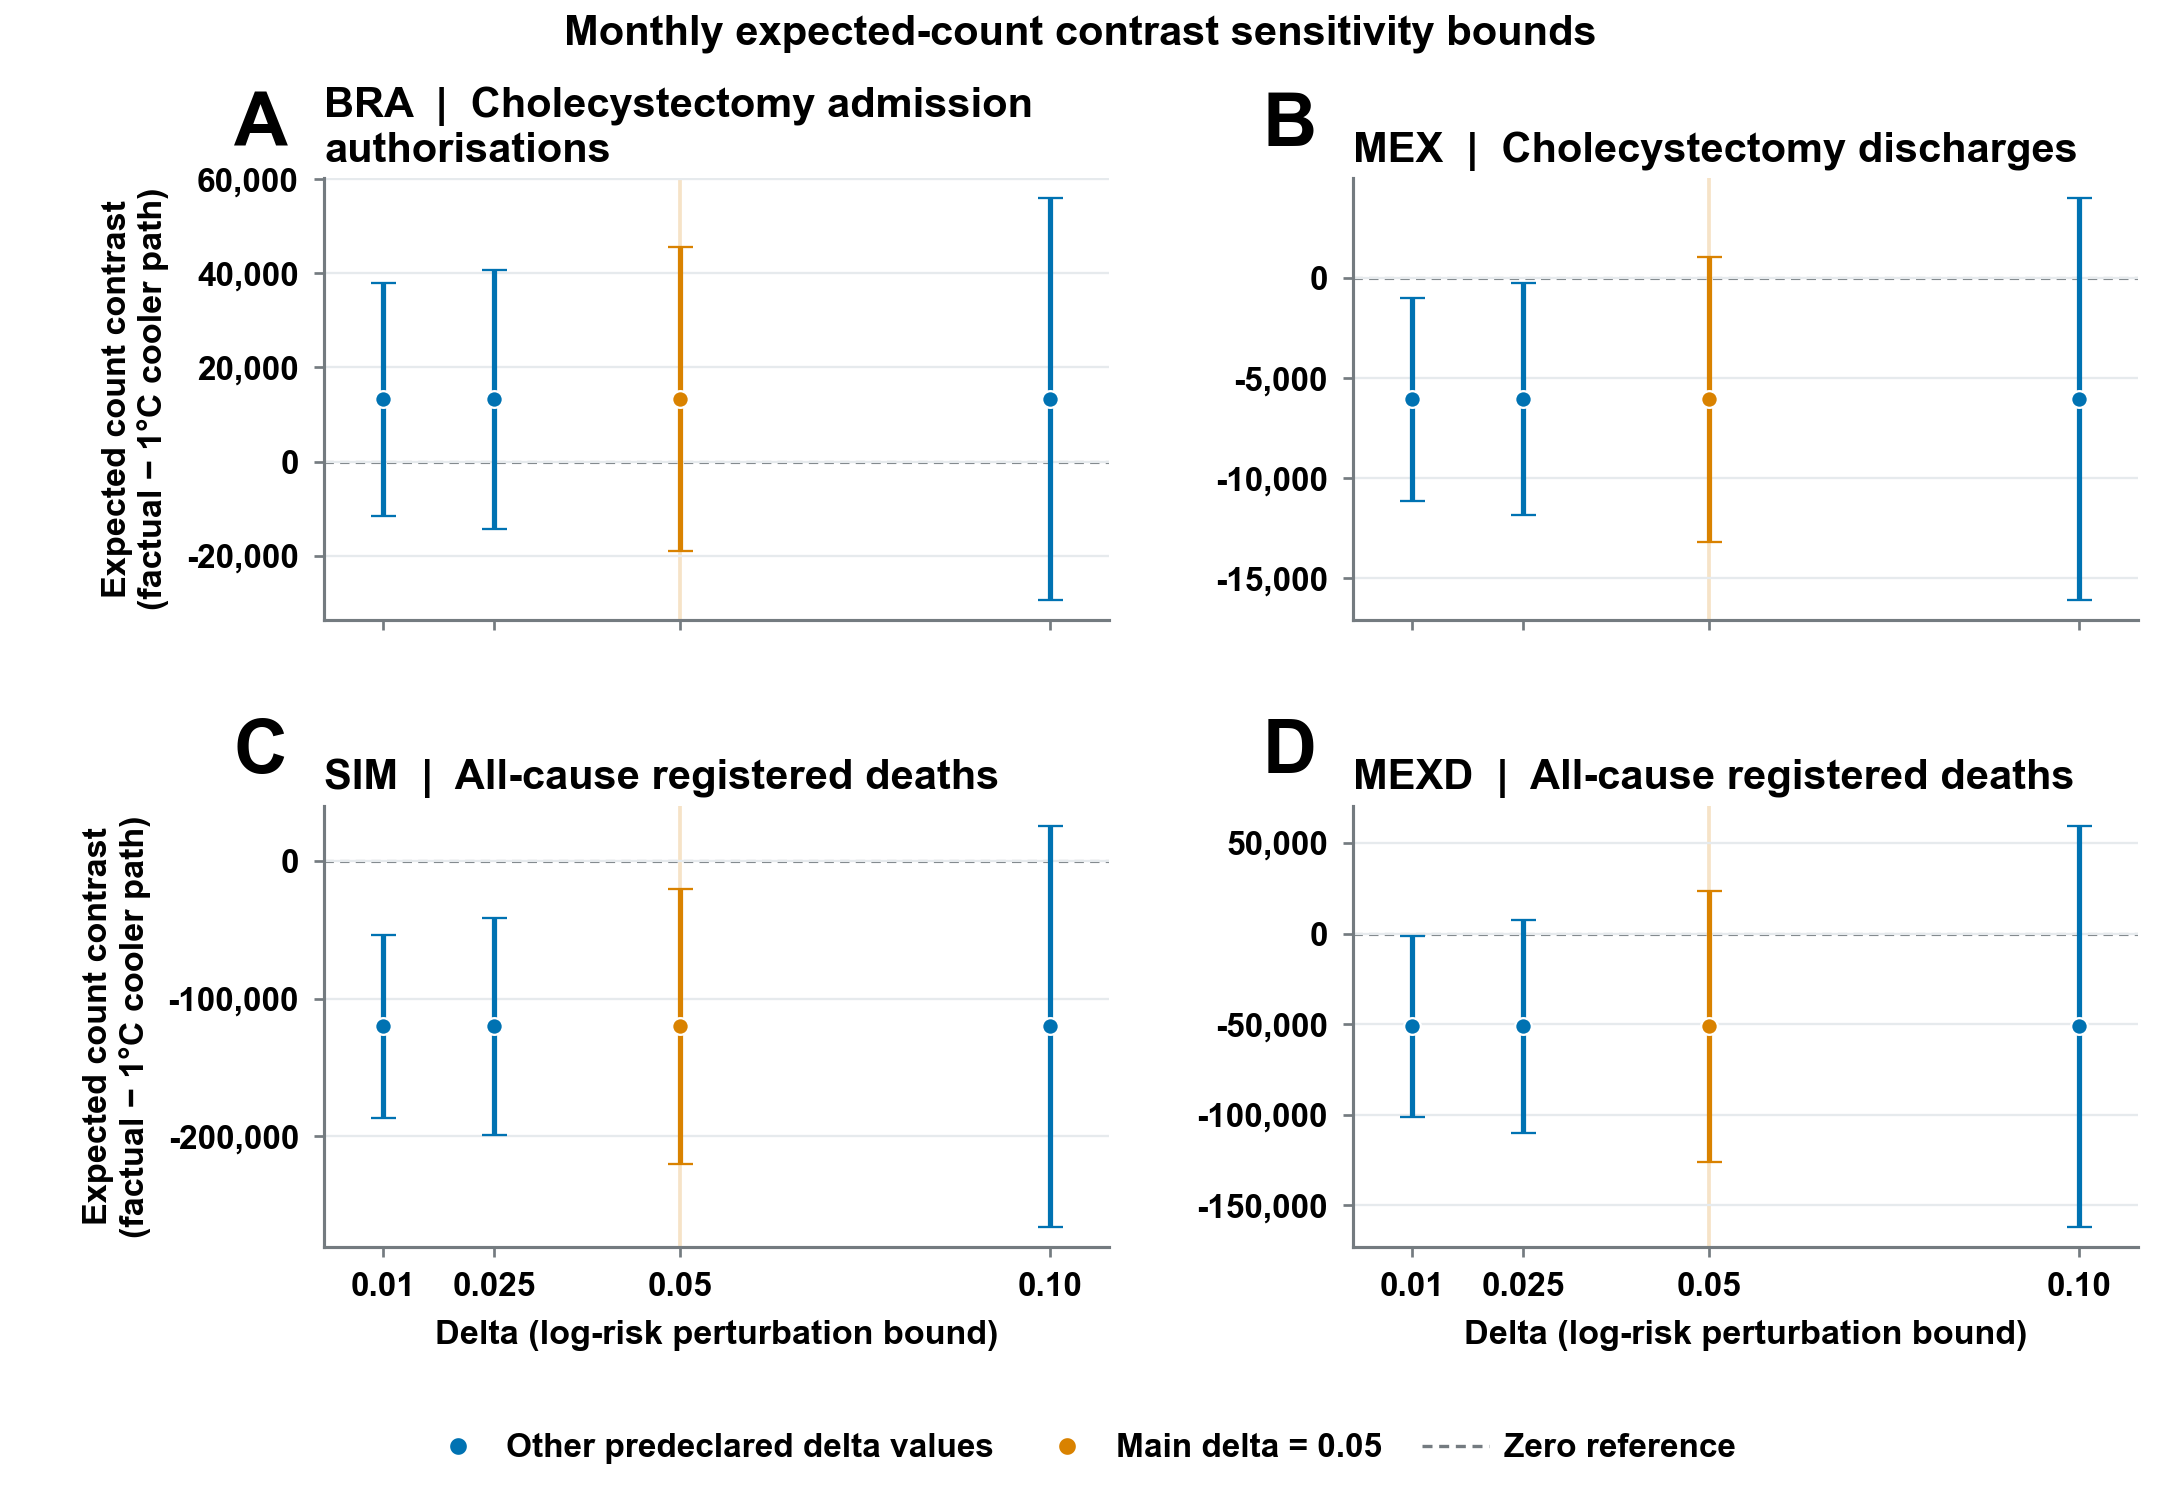 Monthly expected-count contrast sensitivity bounds
A
BRA | Cholecystectomy admission
authorisations
60,000
40,000
20,000
0
-20,000
Expected count contrast
(factual − 1°C cooler path)
B
MEX | Cholecystectomy discharges
0
-5,000
-10,000
-15,000
C
SIM | All-cause registered deaths
0
-100,000
-200,000
Expected count contrast
(factual − 1°C cooler path)
0.01 0.025 0.05 0.10
Delta (log-risk perturbation bound)
D
MEXD | All-cause registered deaths
50,000
0
-50,000
-100,000
-150,000
0.01 0.025 0.05 0.10
Delta (log-risk perturbation bound)
Other predeclared delta values Main delta = 0.05 Zero reference